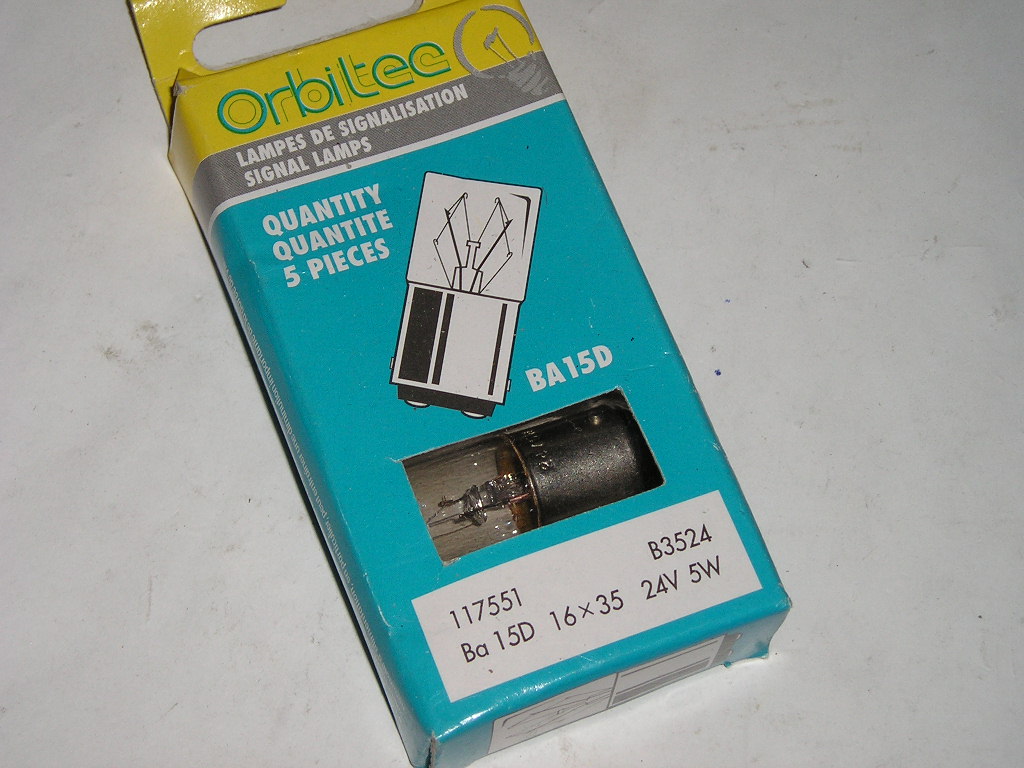 Orbitec
LAMPES DE SIGNALISATION
SIGNAL LAMPS
QUANTITY
QUANTITE
5 PIECES
BA15D
117551
B3524
Ba 15D 16 × 35 24V 5W